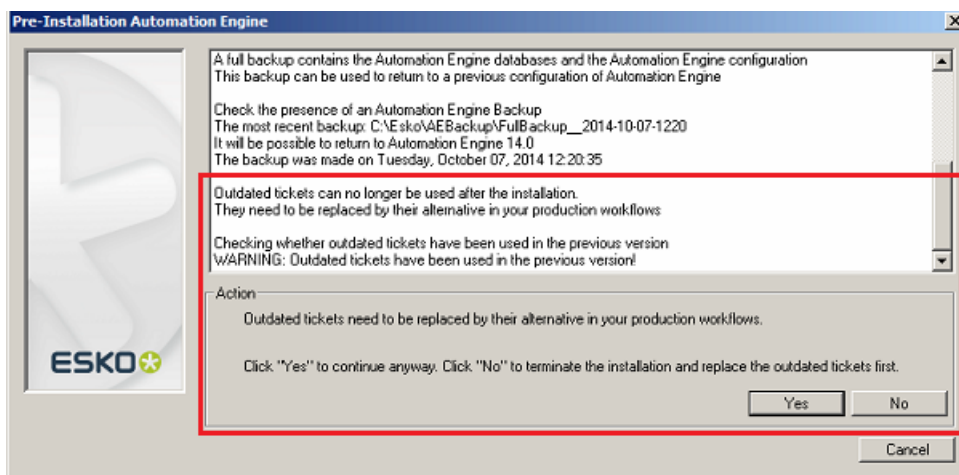 Pre-Installation Automation Engine
A full backup contains the Automation Engine databases and the Automation Engine configuration
This backup can be used to return to a previous configuration of Automation Engine
Check the presence of an Automation Engine Backup
The most recent backup: C:\Esko\AEBackup\FullBackup__2014-10-07-1220
It will be possible to return to Automation Engine 14.0
The backup was made on Tuesday, October 07, 2014 12:20:35
Outdated tickets can no longer be used after the installation.
They need to be replaced by their alternative in your production workflows
Checking whether outdated tickets have been used in the previous version
WARNING: Outdated tickets have been used in the previous version!
Action
Outdated tickets need to be replaced by their alternative in your production workflows.
Click "Yes" to continue anyway. Click "No" to terminate the installation and replace the outdated tickets first.
ESKO
Yes No
Cancel